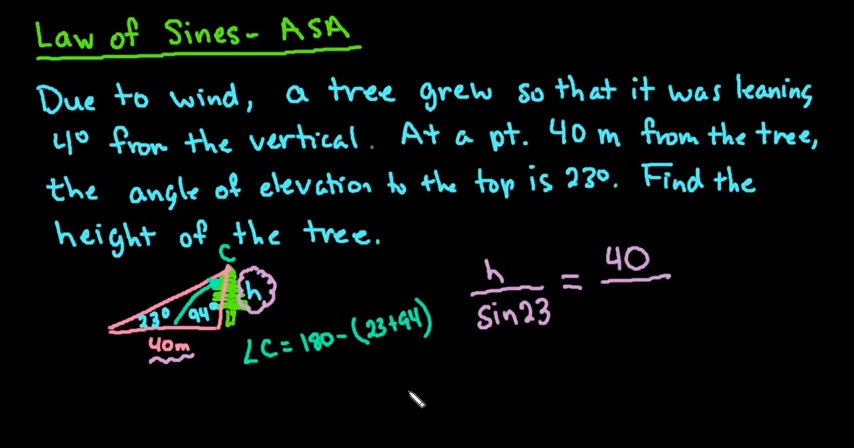 Law of Sines - ASA
Due to wind, a tree grew so that it was leaning
4° from the vertical. At a pt. 40 m from the tree,
the angle of elevation to the top is 23°. Find the
height of the tree.
C
23° 94° h
40m
∠C = 180 - (23+94)
h = 40
sin23